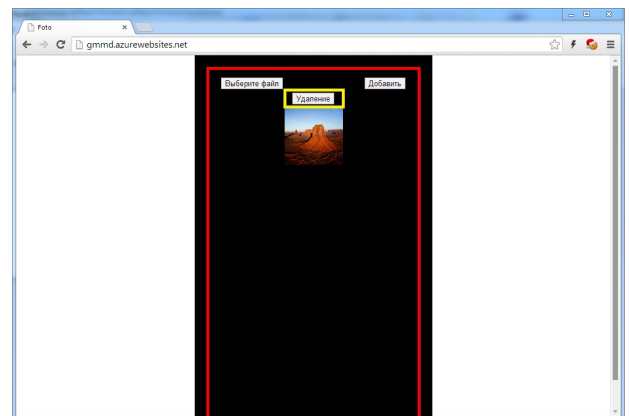 Foto
gmmd.azurewebsites.net
Выберите файл
Добавить
Удаление